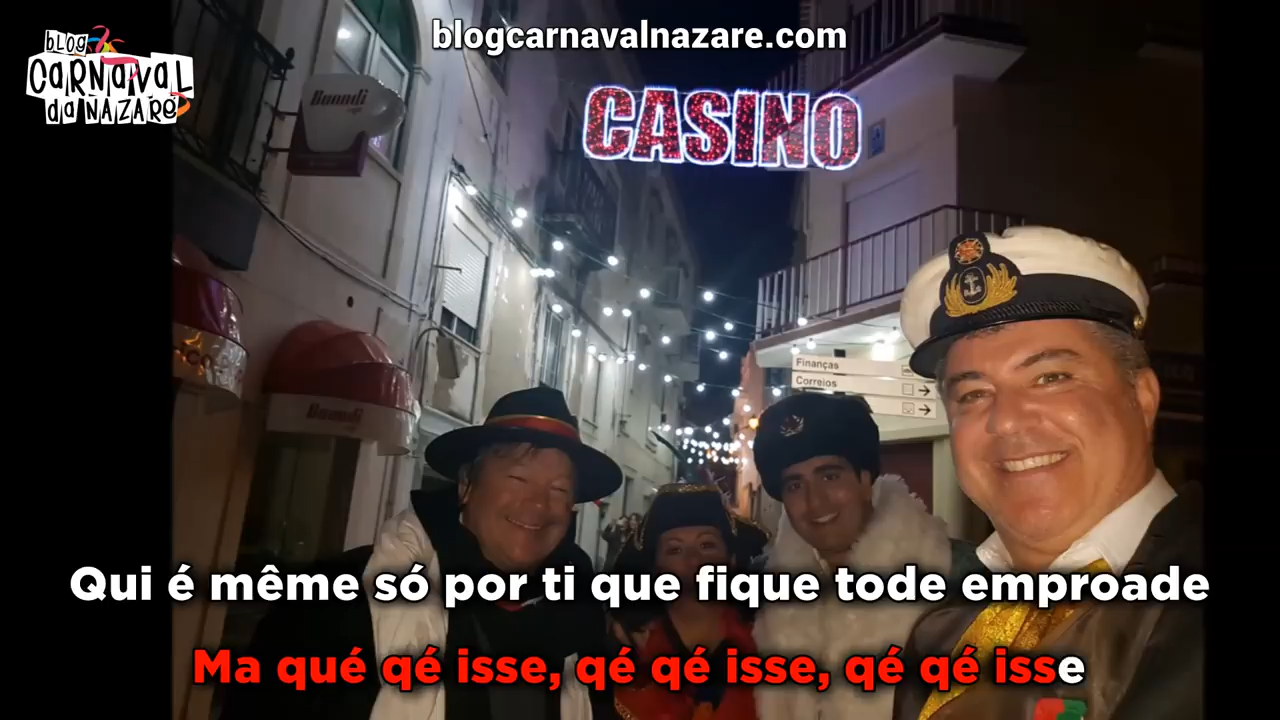 blogcarnavalnazare.com
BLOG
CARNAVAL
da NAZARÉ
Buondi
CASINO
Finanças
Correios
Buondi
Qui é même só por ti que fique tode emproade
Ma qué qé isse, qé qé isse, qé qé isse